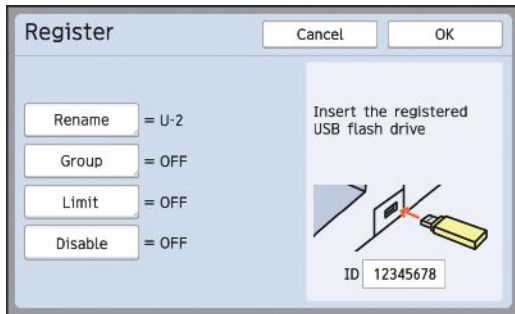 Register
Cancel
OK
Rename = U-2
Group = OFF
Limit = OFF
Disable = OFF
Insert the registered
USB flash drive
ID 12345678